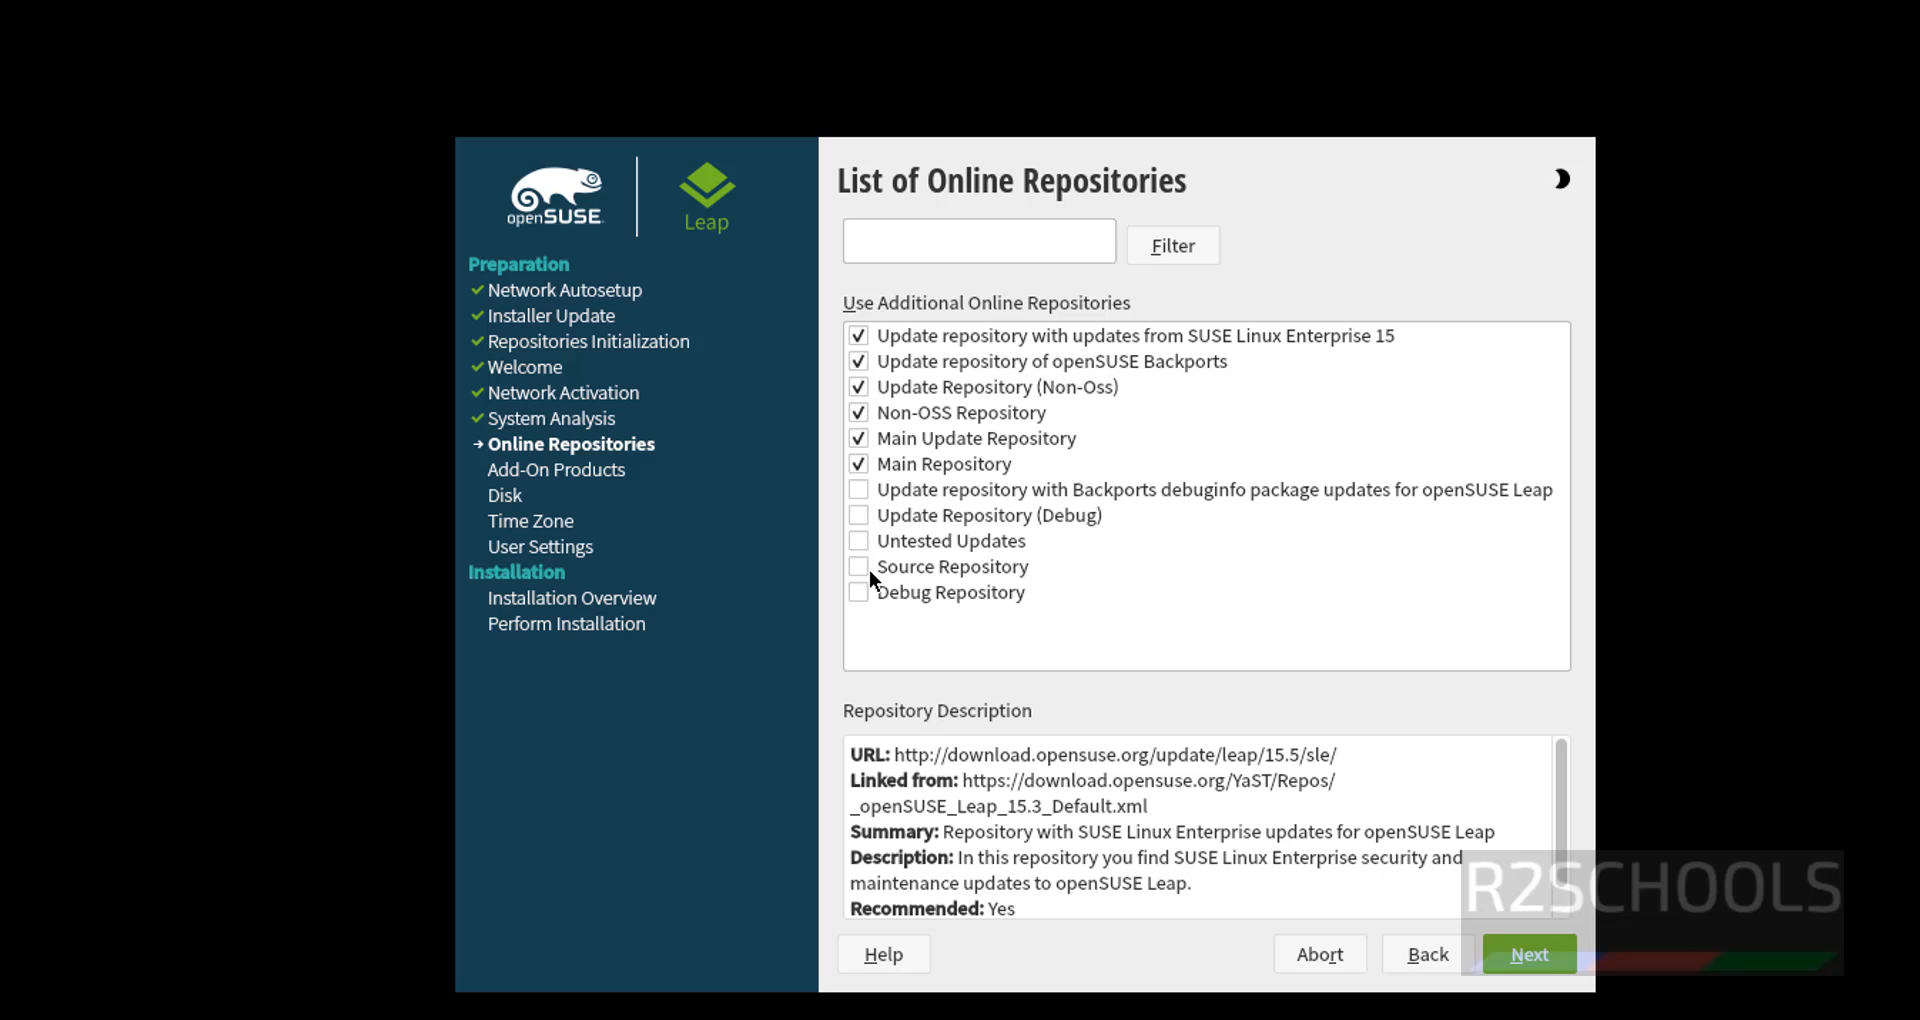 openSUSE
Leap
Preparation
Network Autosetup
Installer Update
Repositories Initialization
Welcome
Network Activation
System Analysis
Online Repositories
Add-On Products
Disk
Time Zone
User Settings
Installation
Installation Overview
Perform Installation
List of Online Repositories
Filter
Use Additional Online Repositories
Update repository with updates from SUSE Linux Enterprise 15
Update repository of openSUSE Backports
Update Repository (Non-Oss)
Non-OSS Repository
Main Update Repository
Main Repository
Update repository with Backports debuginfo package updates for openSUSE Leap
Update Repository (Debug)
Untested Updates
Source Repository
Debug Repository
Repository Description
URL: http://download.opensuse.org/update/leap/15.5/sle/
Linked from: https://download.opensuse.org/YaST/Repos/
_openSUSE_Leap_15.3_Default.xml
Summary: Repository with SUSE Linux Enterprise updates for openSUSE Leap
Description: In this repository you find SUSE Linux Enterprise security and
maintenance updates to openSUSE Leap.
Recommended: Yes
R2SCHOOLS
Help
Abort
Back
Next